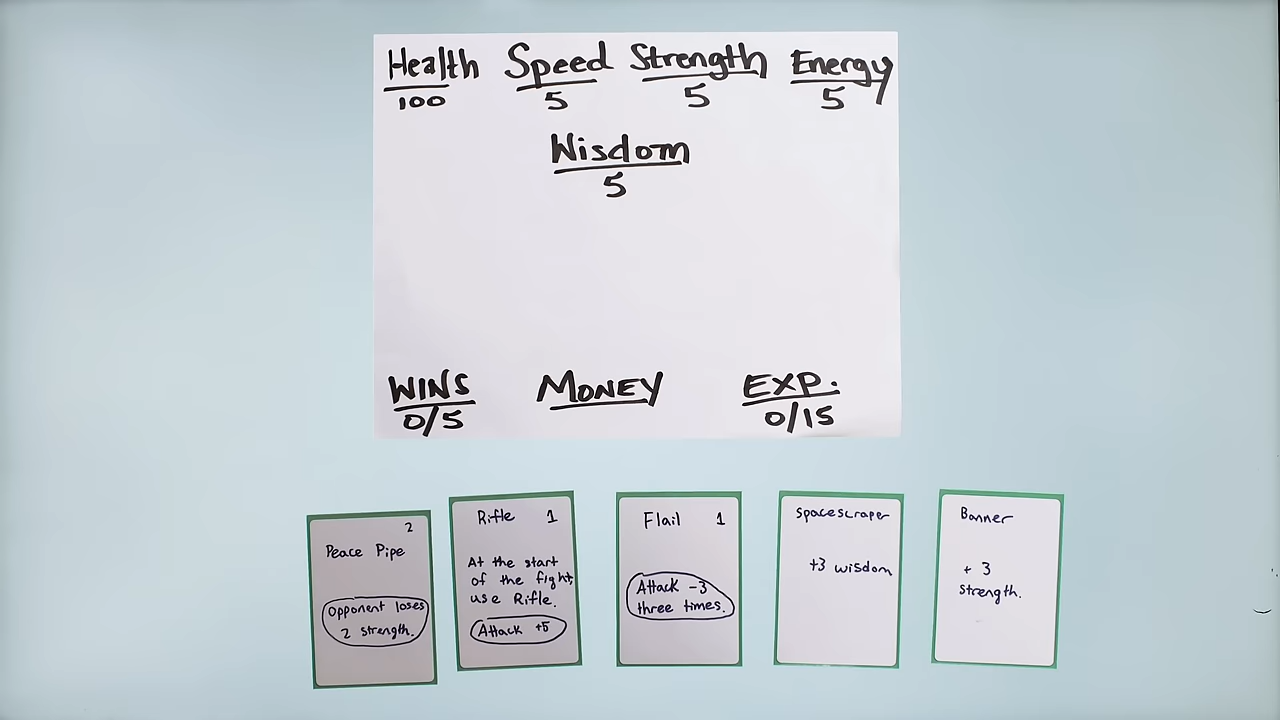 Health Speed Strength Energy
100 5 5 5
Wisdom
5
WINS MONEY EXP.
0/5 0/15
2
Peace Pipe
Opponent loses
2 strength.
Rifle 1
At the start
of the fight,
use Rifle.
Attack +5
Flail 1
Attack -3
three times.
Spacescraper
+3 wisdom
Banner
+ 3
strength.